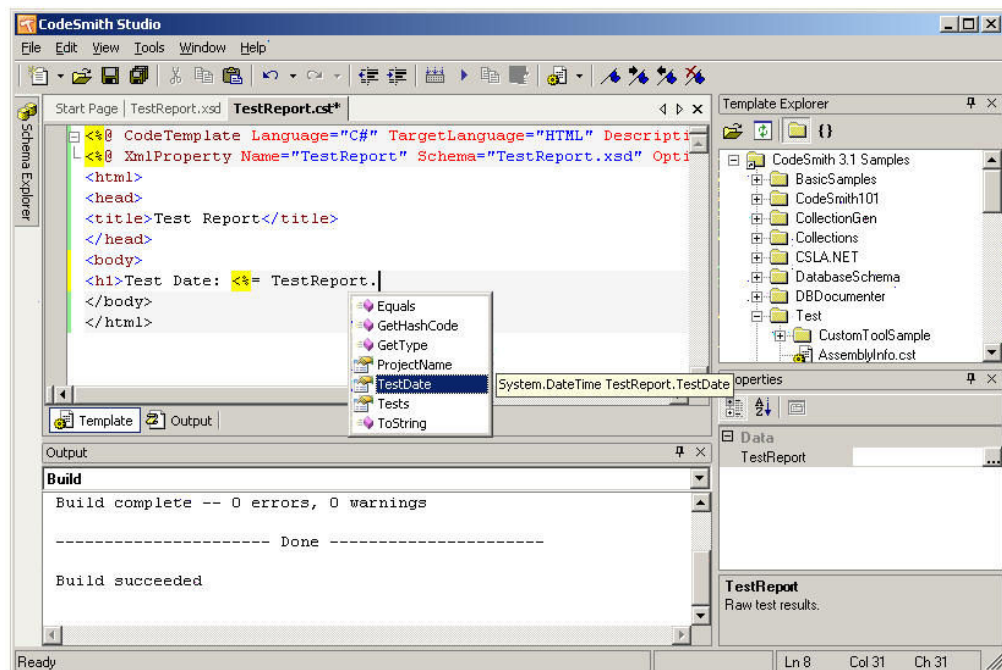 CodeSmith Studio
File Edit View Tools Window Help
Schema Explorer
Start Page TestReport.xsd TestReport.cst*
<%@ CodeTemplate Language="C#" TargetLanguage="HTML" Descripti
<%@ XmlProperty Name="TestReport" Schema="TestReport.xsd" Opti
<html>
<head>
<title>Test Report</title>
</head>
<body>
<h1>Test Date: <%= TestReport.
</body>
</html>
Equals
GetHashCode
GetType
ProjectName
TestDate
Tests
ToString
System.DateTime TestReport.TestDate
Template Output
Output
Build
Build complete -- 0 errors, 0 warnings
---------------------- Done ----------------------
Build succeeded
Template Explorer
CodeSmith 3.1 Samples
BasicSamples
CodeSmith101
CollectionGen
Collections
CSLA.NET
DatabaseSchema
DBDocumenter
Test
CustomToolSample
AssemblyInfo.cst
operties
Data
TestReport
...
TestReport
Raw test results.
Ready
Ln 8 Col 31 Ch 31